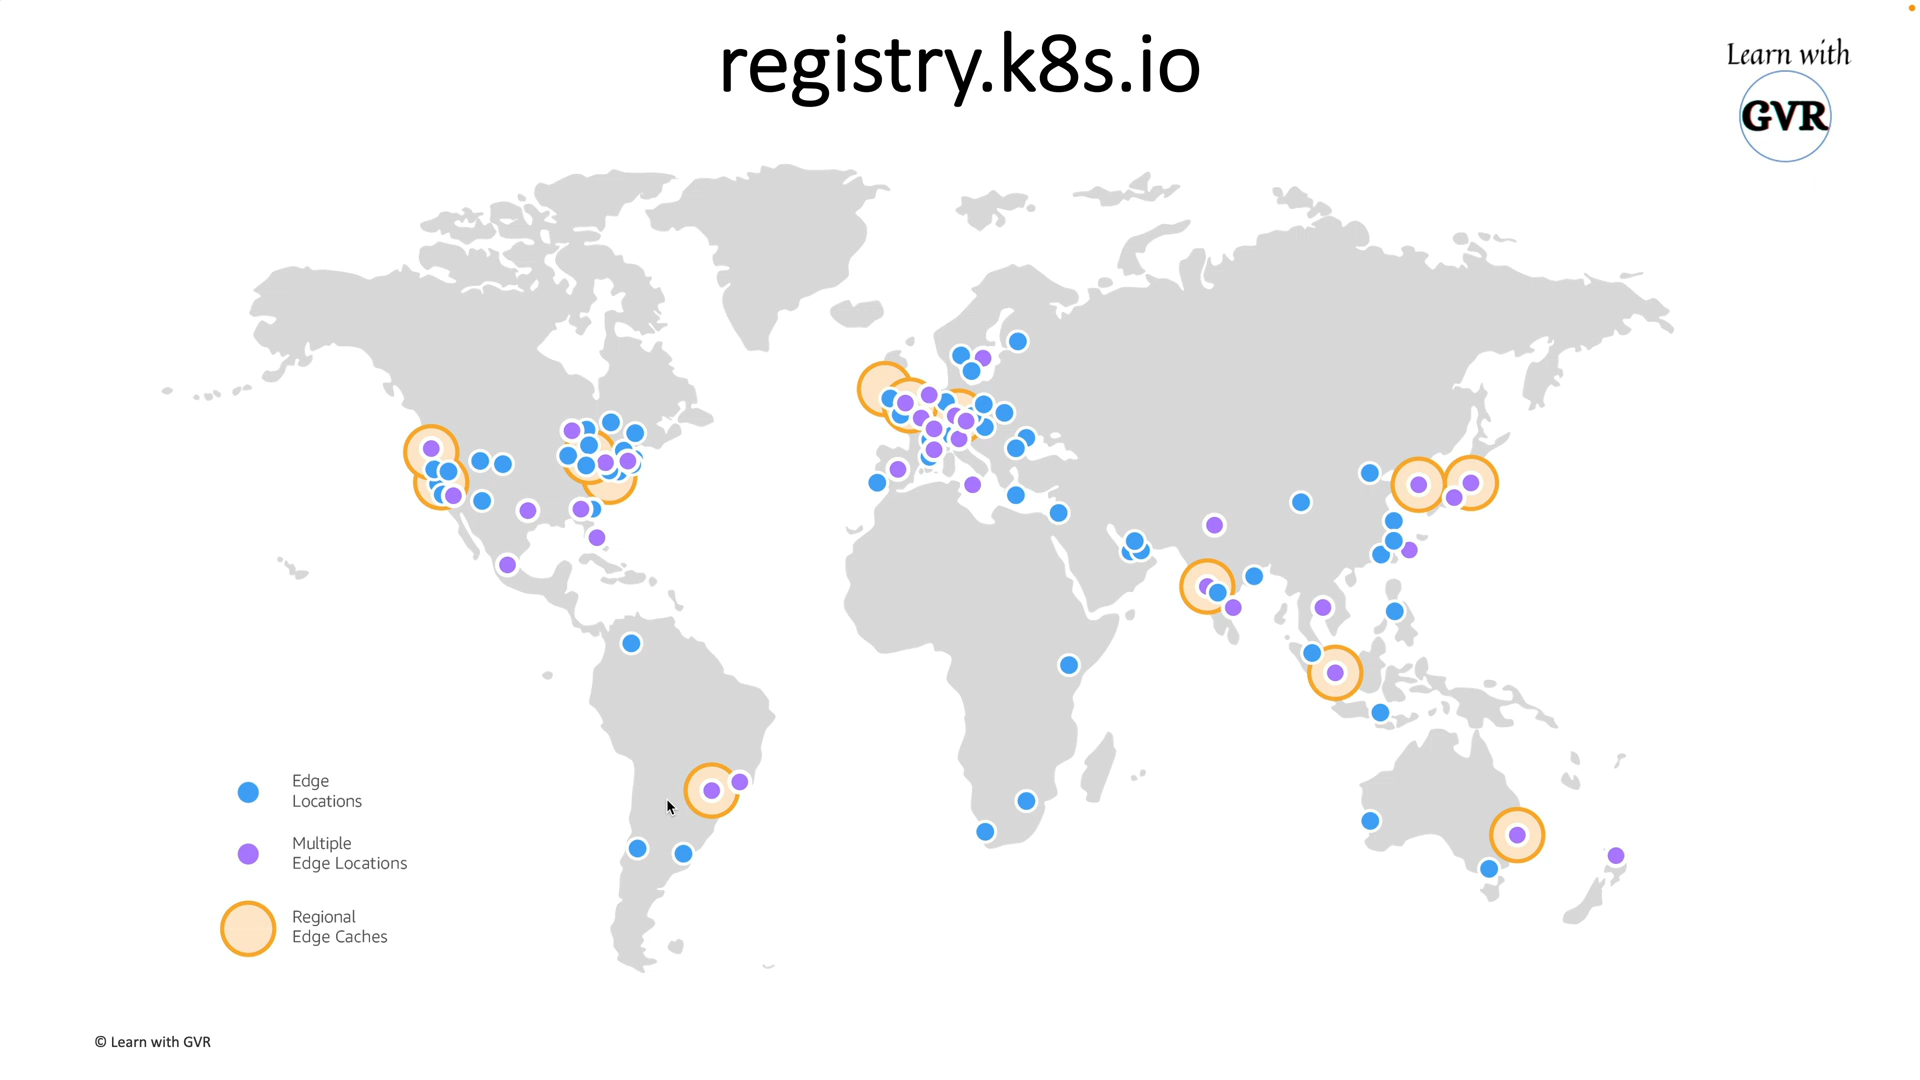 registry.k8s.io
Learn with
GVR
Edge
Locations
Multiple
Edge Locations
Regional
Edge Caches
© Learn with GVR